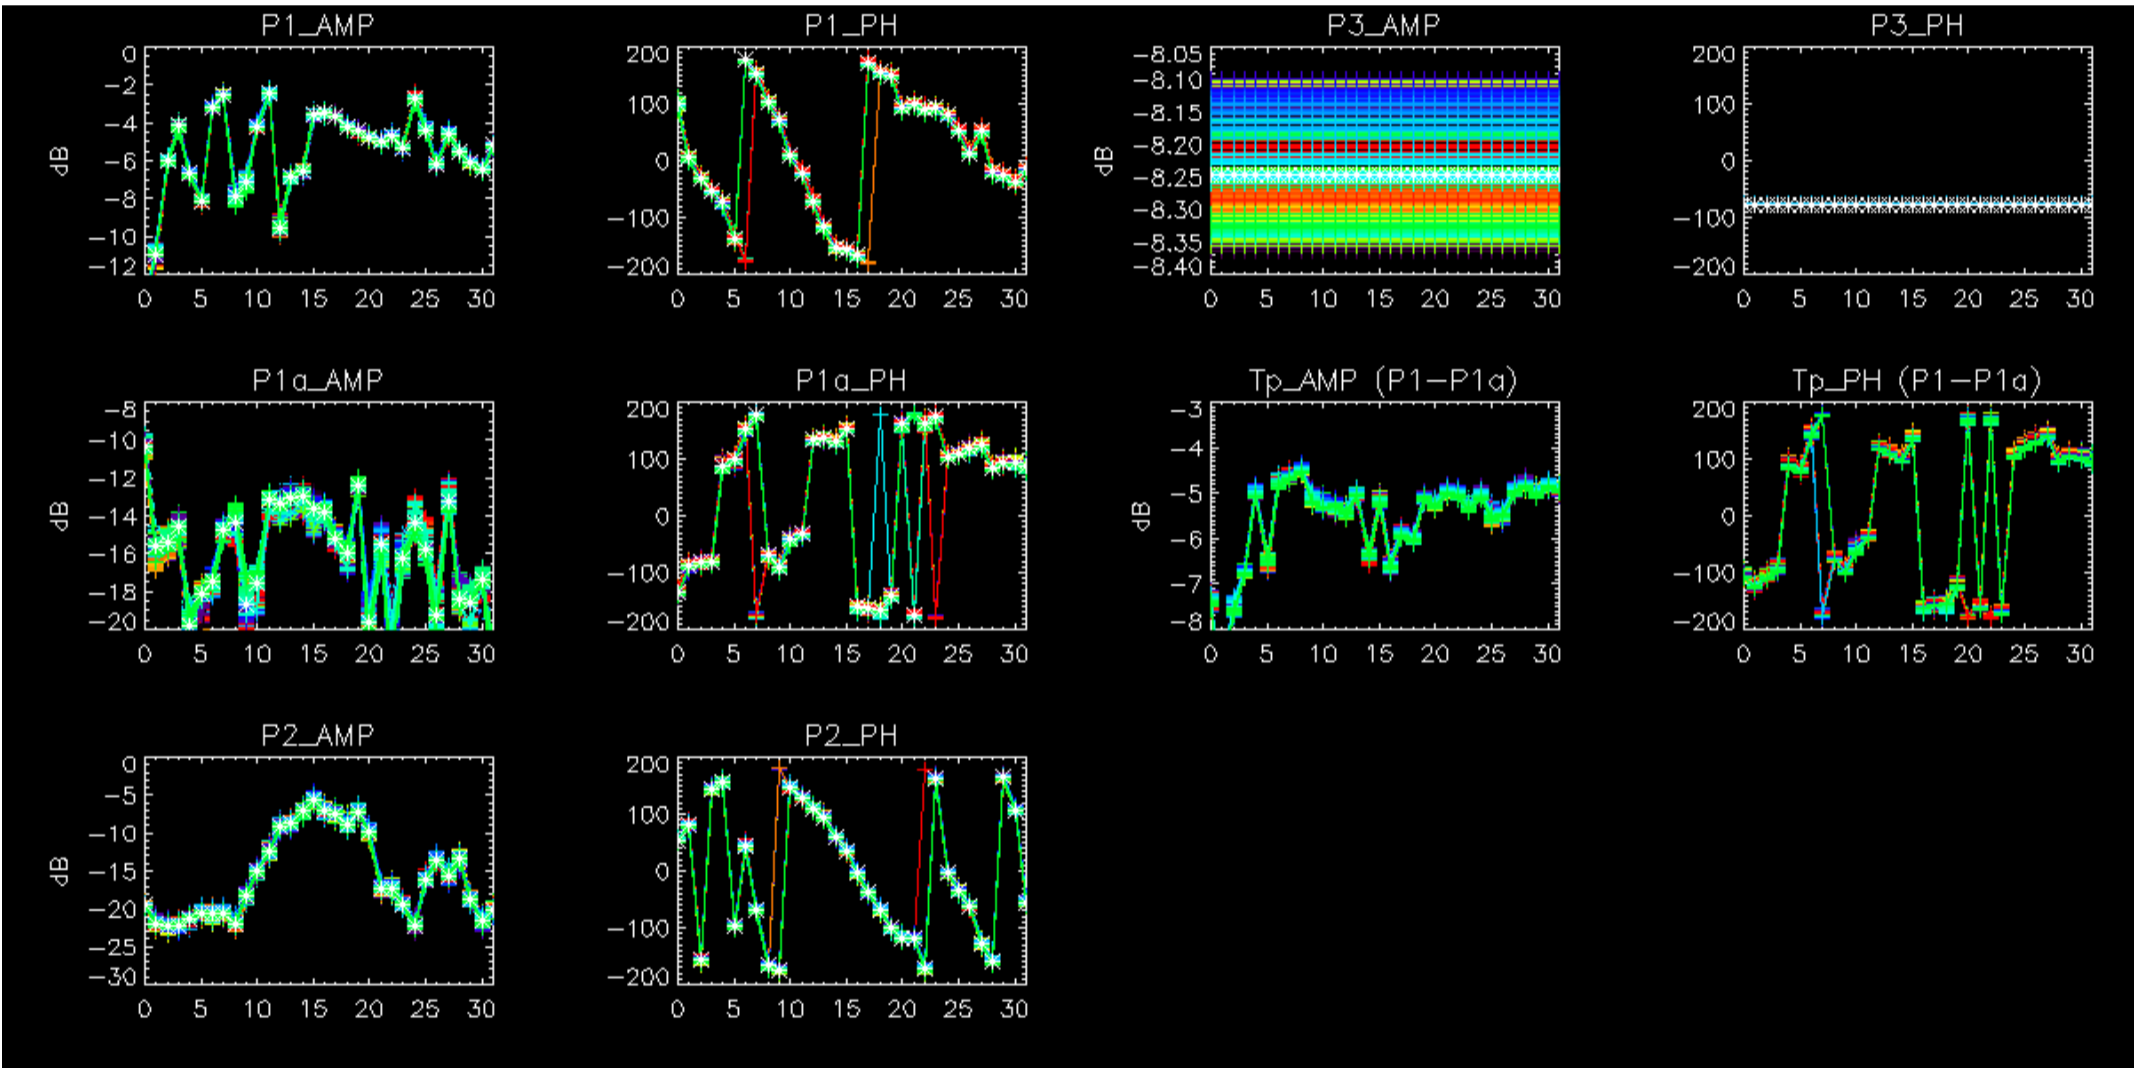 P1_AMP P1_PH P3_AMP P3_PH
0 200 -8.05 200
-2 -8.10
-4 100 -8.15 100
dB -6 0 dB -8.20 0
-8 -8.25
-10 -100 -8.30 -100
-12 -200 -8.35 -200
-8.40
0 5 10 15 20 25 30 0 5 10 15 20 25 30 0 5 10 15 20 25 30 0 5 10 15 20 25 30
P1a_AMP P1a_PH Tp_AMP (P1-P1a) Tp_PH (P1-P1a)
-8 200 -3 200
-10 100 -4 100
-12
dB -14 0 dB -5 0
-16 -6
-18 -100 -7 -100
-20 -200 -8 -200
0 5 10 15 20 25 30 0 5 10 15 20 25 30 0 5 10 15 20 25 30 0 5 10 15 20 25 30
P2_AMP P2_PH
0 200
-5 100
-10
dB -15 0
-20 -100
-25
-30 -200
0 5 10 15 20 25 30 0 5 10 15 20 25 30